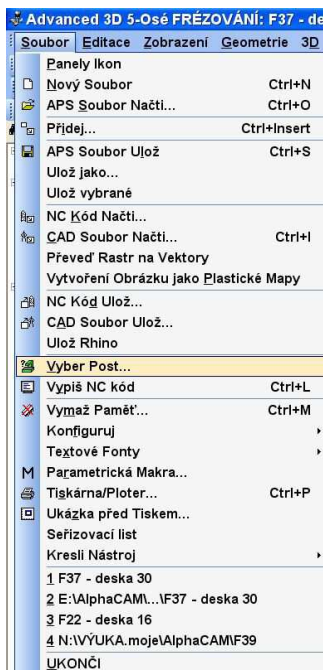 Advanced 3D 5-Osé FRÉZOVÁNÍ: F37 - de
Soubor Editace Zobrazení Geometrie 3D
Panely Ikon
Nový Soubor Ctrl+N
APS Soubor Načti... Ctrl+O
Přidej... Ctrl+Insert
APS Soubor Ulož Ctrl+S
Ulož jako...
Ulož vybrané
NC Kód Načti...
CAD Soubor Načti... Ctrl+I
Převeď Rastr na Vektory
Vytvoření Obrázku jako Plastické Mapy
NC Kód Ulož...
CAD Soubor Ulož...
Ulož Rhino
Vyber Post...
Vypiš NC kód Ctrl+L
Vymaž Paměť... Ctrl+M
Konfiguruj
Textové Fonty
Parametrická Makra...
Tiskárna/Ploter... Ctrl+P
Ukázka před Tiskem...
Seřizovací list
Kresli Nástroj
1 F37 - deska 30
2 E:\AlphaCAM\...\F37 - deska 30
3 F22 - deska 16
4 N:\VÝUKA.moje\AlphaCAM\F39
UKONČI